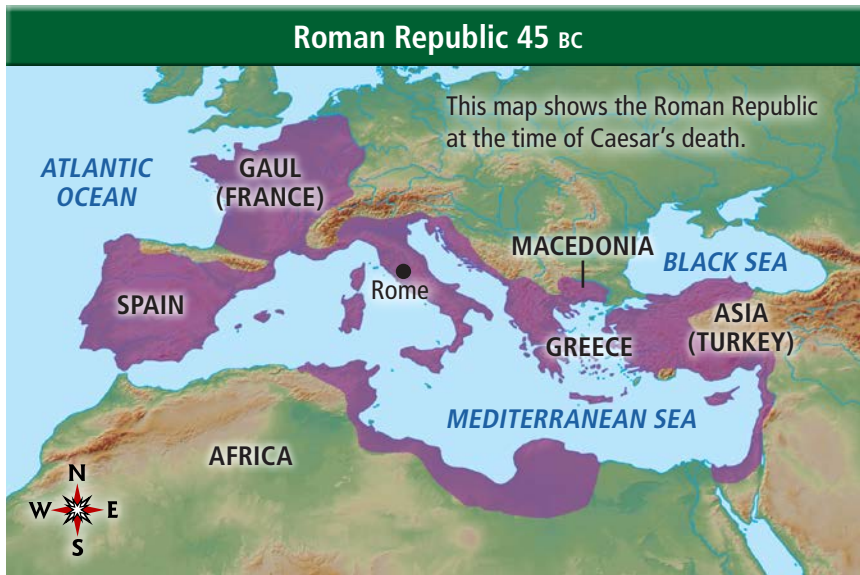 Roman Republic 45 BC
This map shows the Roman Republic
at the time of Caesar’s death.
ATLANTIC
OCEAN
GAUL
(FRANCE)
MACEDONIA
BLACK SEA
Rome
SPAIN
ASIA
(TURKEY)
GREECE
MEDITERRANEAN SEA
AFRICA
N
W
E
S